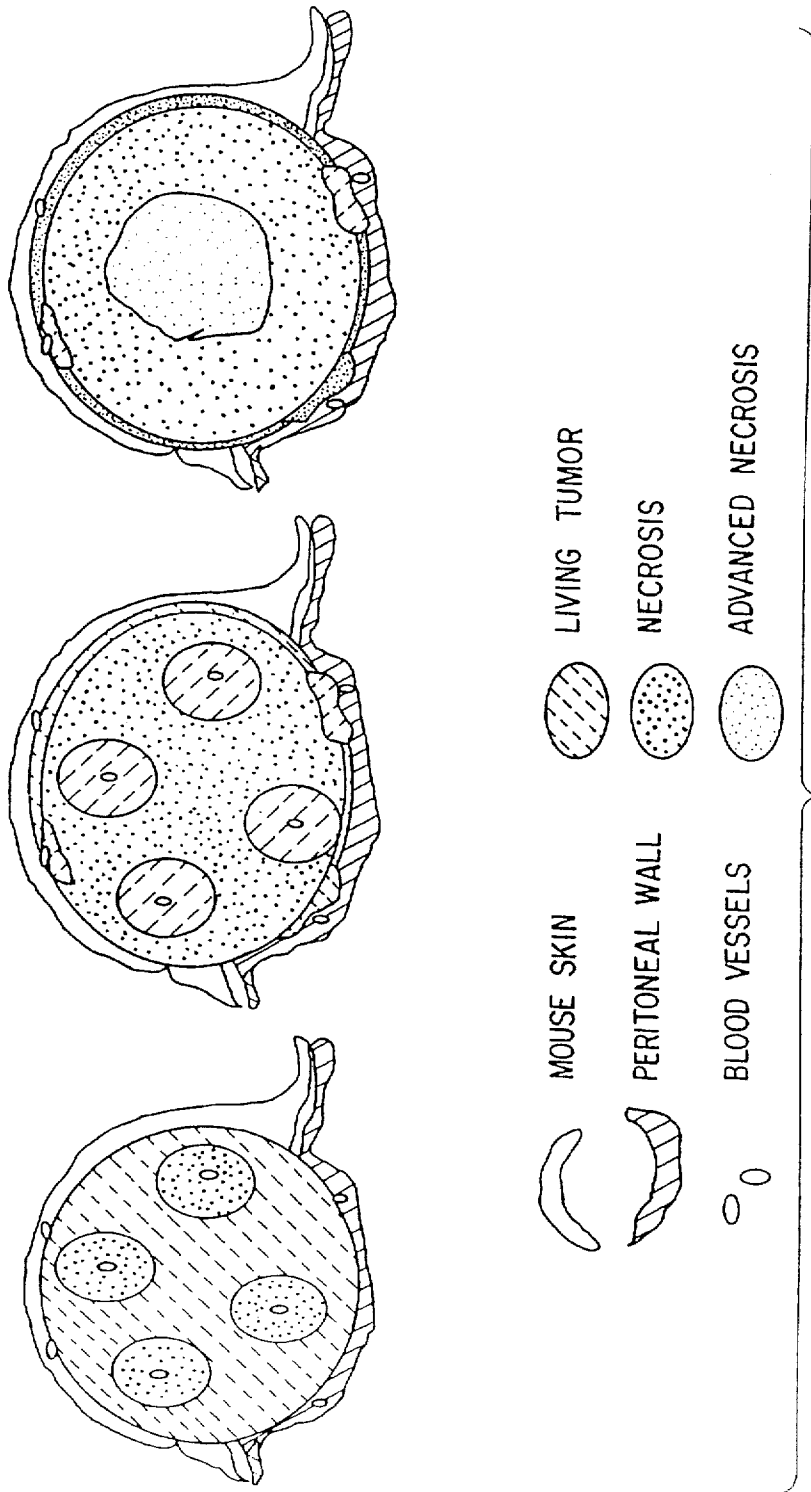 MOUSE SKIN
PERITONEAL WALL
BLOOD VESSELS
LIVING TUMOR
NECROSIS
ADVANCED NECROSIS